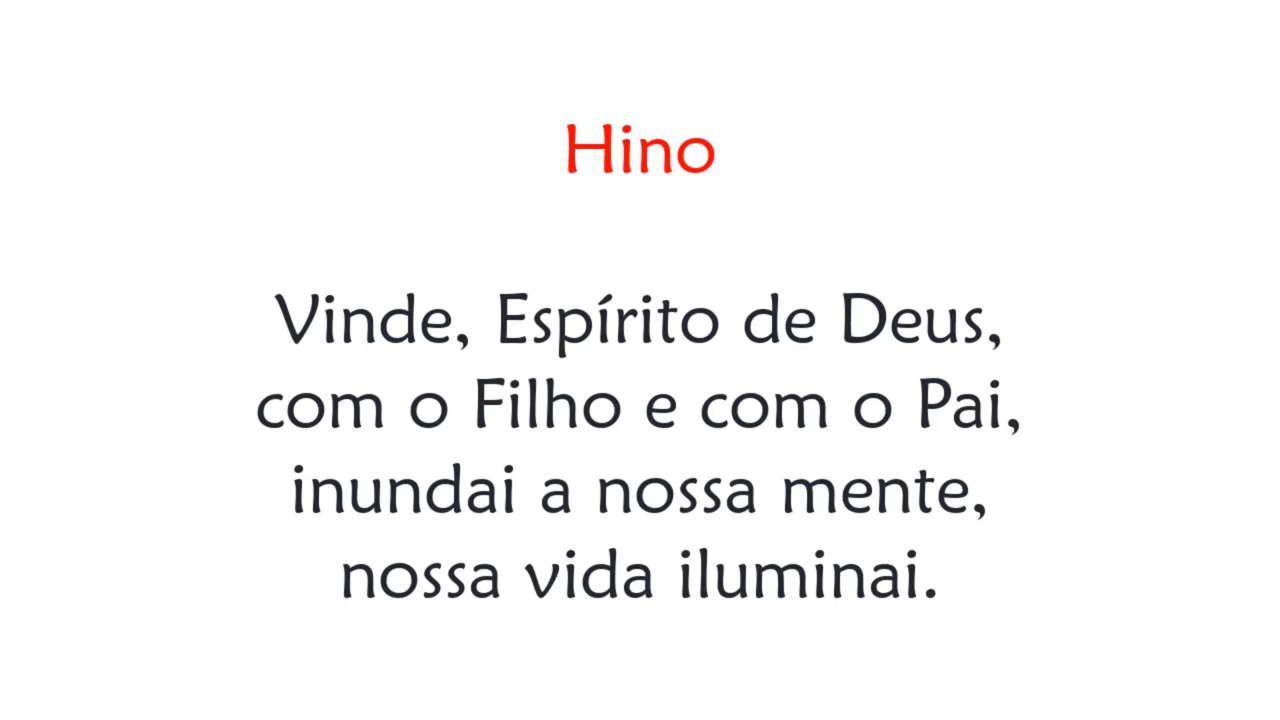 Hino
Vinde, Espírito de Deus,
com o Filho e com o Pai,
inundai a nossa mente,
nossa vida iluminai.